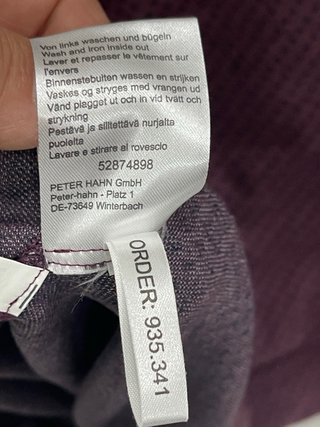 Von links waschen und bügeln
Wash and iron inside out
Laver et repasser le vêtement sur
l'envers
Binnenstebuiten wassen en strijken
Vaskes og stryges med vrangen ud
Vänd plagget ut och in vid tvätt och
strykning
Pestävä ja silitettävä nurjalta
puolelta
Lavare e stirare al rovescio
52874898
PETER HAHN GmbH
Peter-hahn - Platz 1
DE-73649 Winterbach
ORDER: 935.341